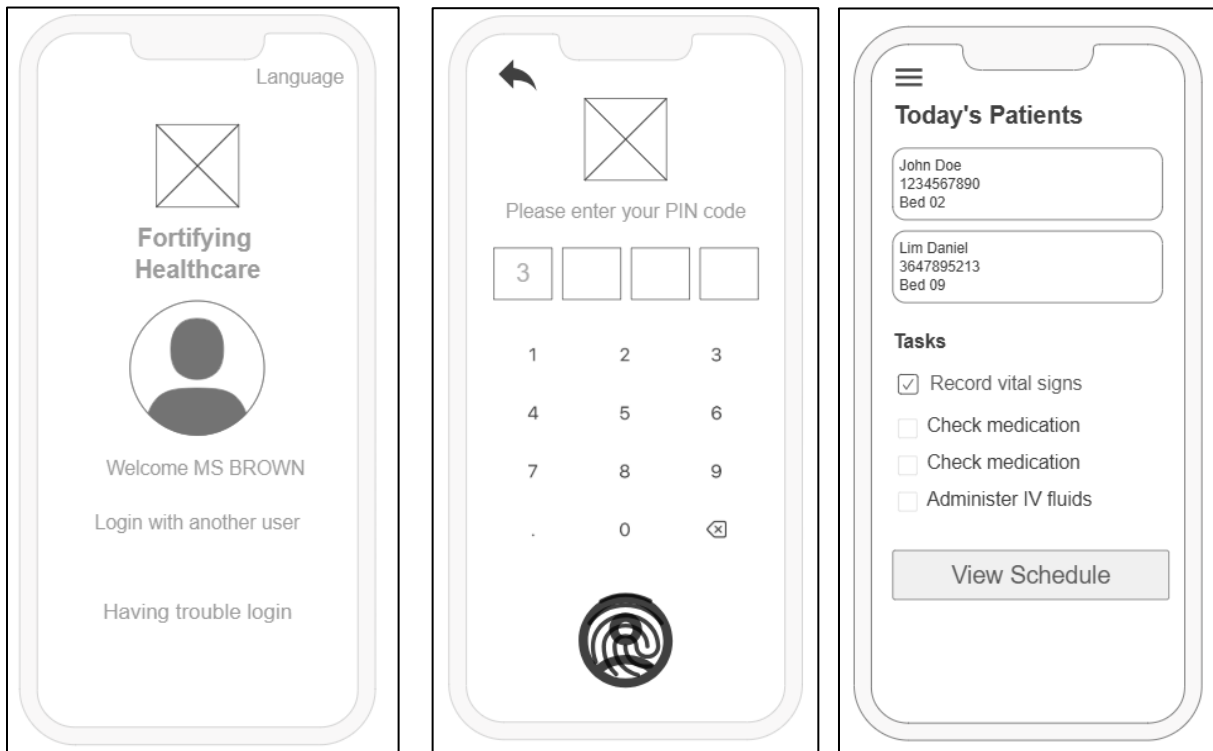 Language
Fortifying
Healthcare
Welcome MS BROWN
Login with another user
Having trouble login
Please enter your PIN code
3
1 2 3
4 5 6
7 8 9
. 0
Today's Patients
John Doe
1234567890
Bed 02
Lim Daniel
3647895213
Bed 09
Tasks
Record vital signs
Check medication
Check medication
Administer IV fluids
View Schedule